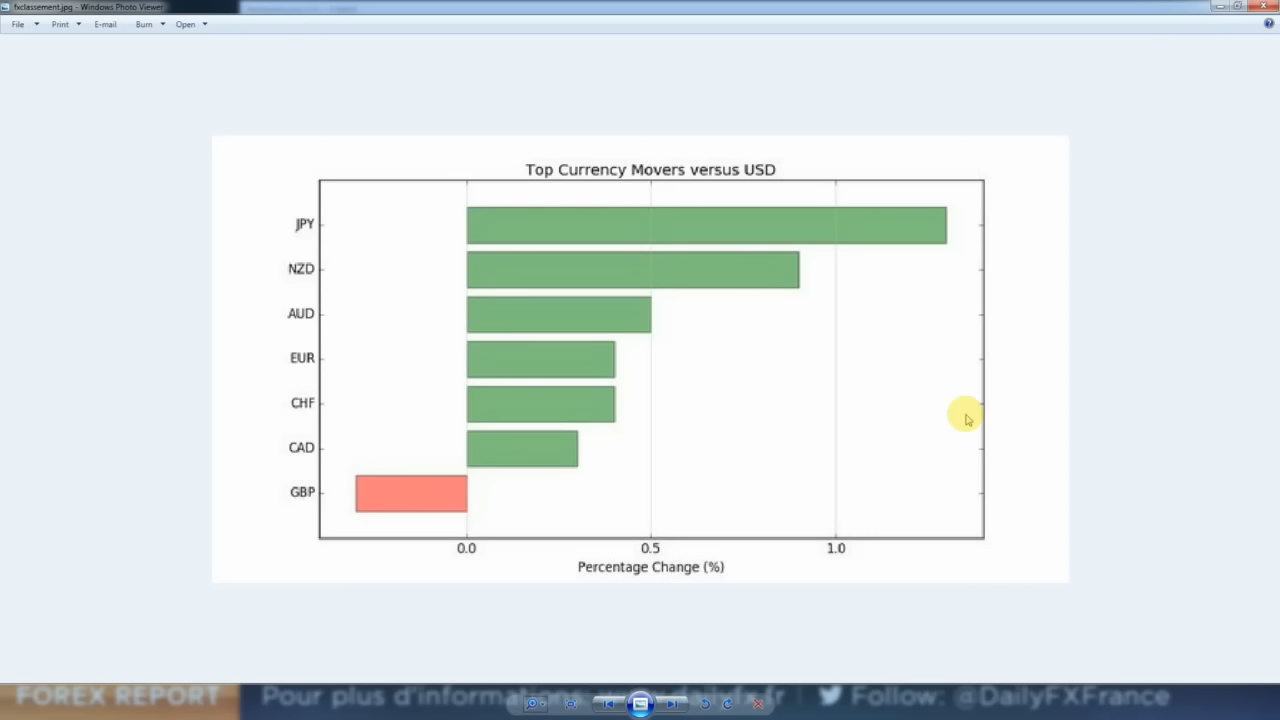 fxclassement.jpg - Windows Photo Viewer
File Print E-mail Burn Open
Top Currency Movers versus USD
JPY
NZD
AUD
EUR
CHF
CAD
GBP
0.0 0.5 1.0
Percentage Change (%)
FOREX REPORT Pour plus Follow: @DailyFXFrance